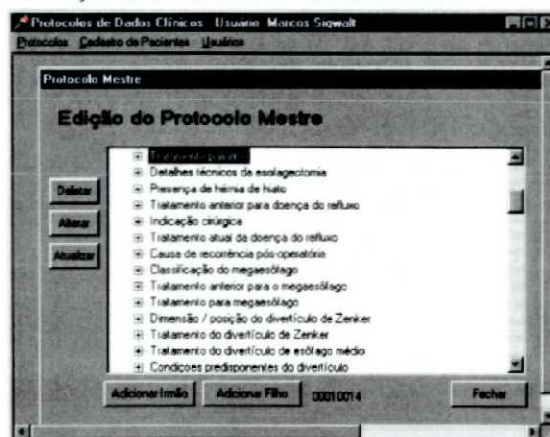 Protocolos de Dados Clínicos Usuário Marcos Sigwalt
Protocolos Cadastro de Pacientes Usuários
Protocolo Mestre
Edição do Protocolo Mestre
Tratamento
Detalhes técnicos da esofagectomia
Presença de hérnia de hiato
Tratamento anterior para doença do refluxo
Indicação cirúrgica
Tratamento atual da doença do refluxo
Causa de recorrência pós-operatória
Classificação do megaesôfago
Tratamento anterior para o megaesôfago
Tratamento para megaesôfago
Dimensão / posição do divertículo de Zenker
Tratamento do divertículo de Zenker
Tratamento do divertículo de esôfago médio
Condiçoes predisponentes do divertículo
Deletar
Alterar
Atualizar
Adicionar Irmão Adicionar Filho 00010014 Fechar